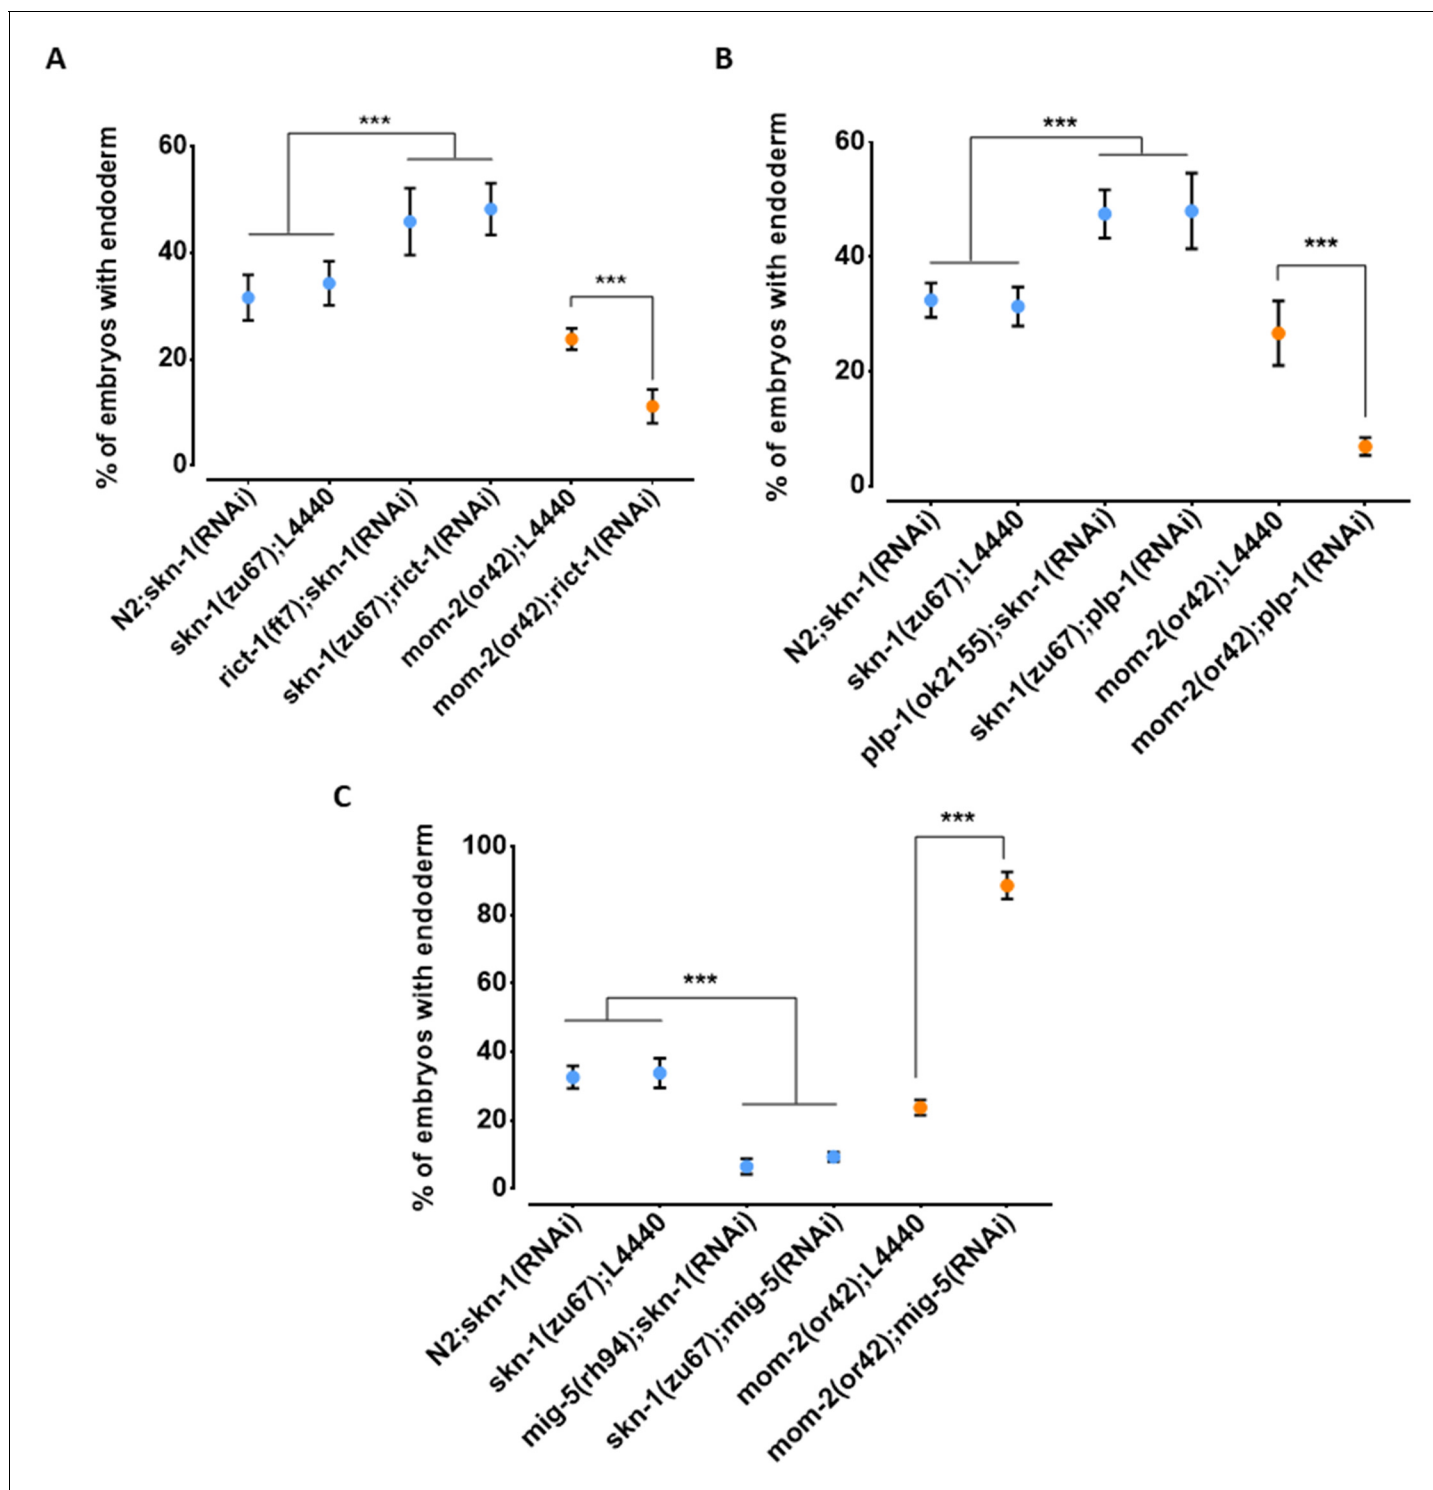 A
% of embryos with endoderm
60
40
20
0
***
***
N2;skn-1(RNAi)
skn-1(zu67);L4440
rict-1(ft7);skn-1(RNAi)
skn-1(zu67);rict-1(RNAi)
mom-2(or42);L4440
mom-2(or42);rict-1(RNAi)
B
% of embryos with endoderm
60
40
20
0
***
***
N2;skn-1(RNAi)
skn-1(zu67);L4440
plp-1(ok2155);skn-1(RNAi)
skn-1(zu67);plp-1(RNAi)
mom-2(or42);L4440
mom-2(or42);plp-1(RNAi)
C
% of embryos with endoderm
100
80
60
40
20
0
***
***
N2;skn-1(RNAi)
skn-1(zu67);L4440
mig-5(rh94);skn-1(RNAi)
skn-1(zu67);mig-5(RNAi)
mom-2(or42);L4440
mom-2(or42);mig-5(RNAi)